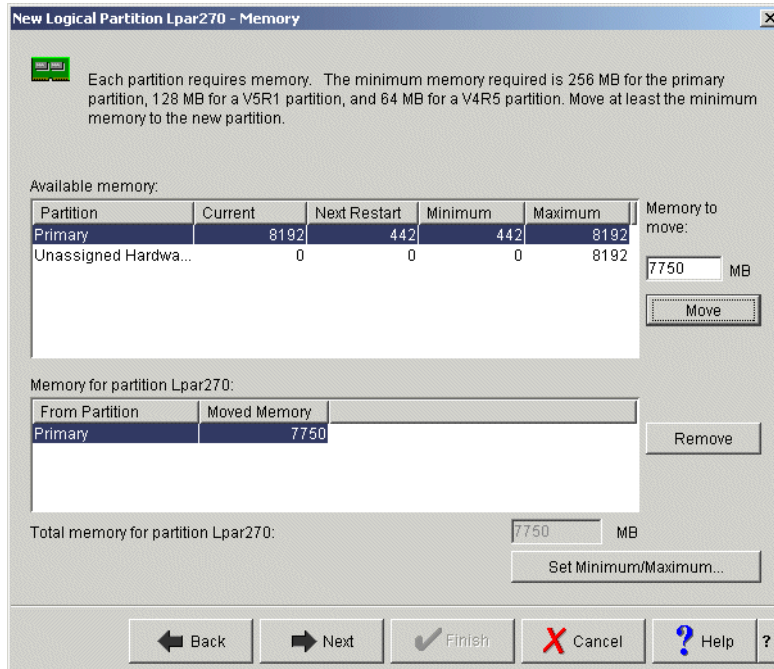 New Logical Partition Lpar270 - Memory
Each partition requires memory. The minimum memory required is 256 MB for the primary
partition, 128 MB for a V5R1 partition, and 64 MB for a V4R5 partition. Move at least the minimum
memory to the new partition.
Available memory:
Partition Current Next Restart Minimum Maximum
Primary 8192 442 442 8192
Unassigned Hardwa... 0 0 0 8192
Memory to
move:
7750 MB
Move
Memory for partition Lpar270:
From Partition Moved Memory
Primary 7750
Remove
Total memory for partition Lpar270: 7750 MB
Set Minimum/Maximum...
Back Next Finish Cancel Help ?